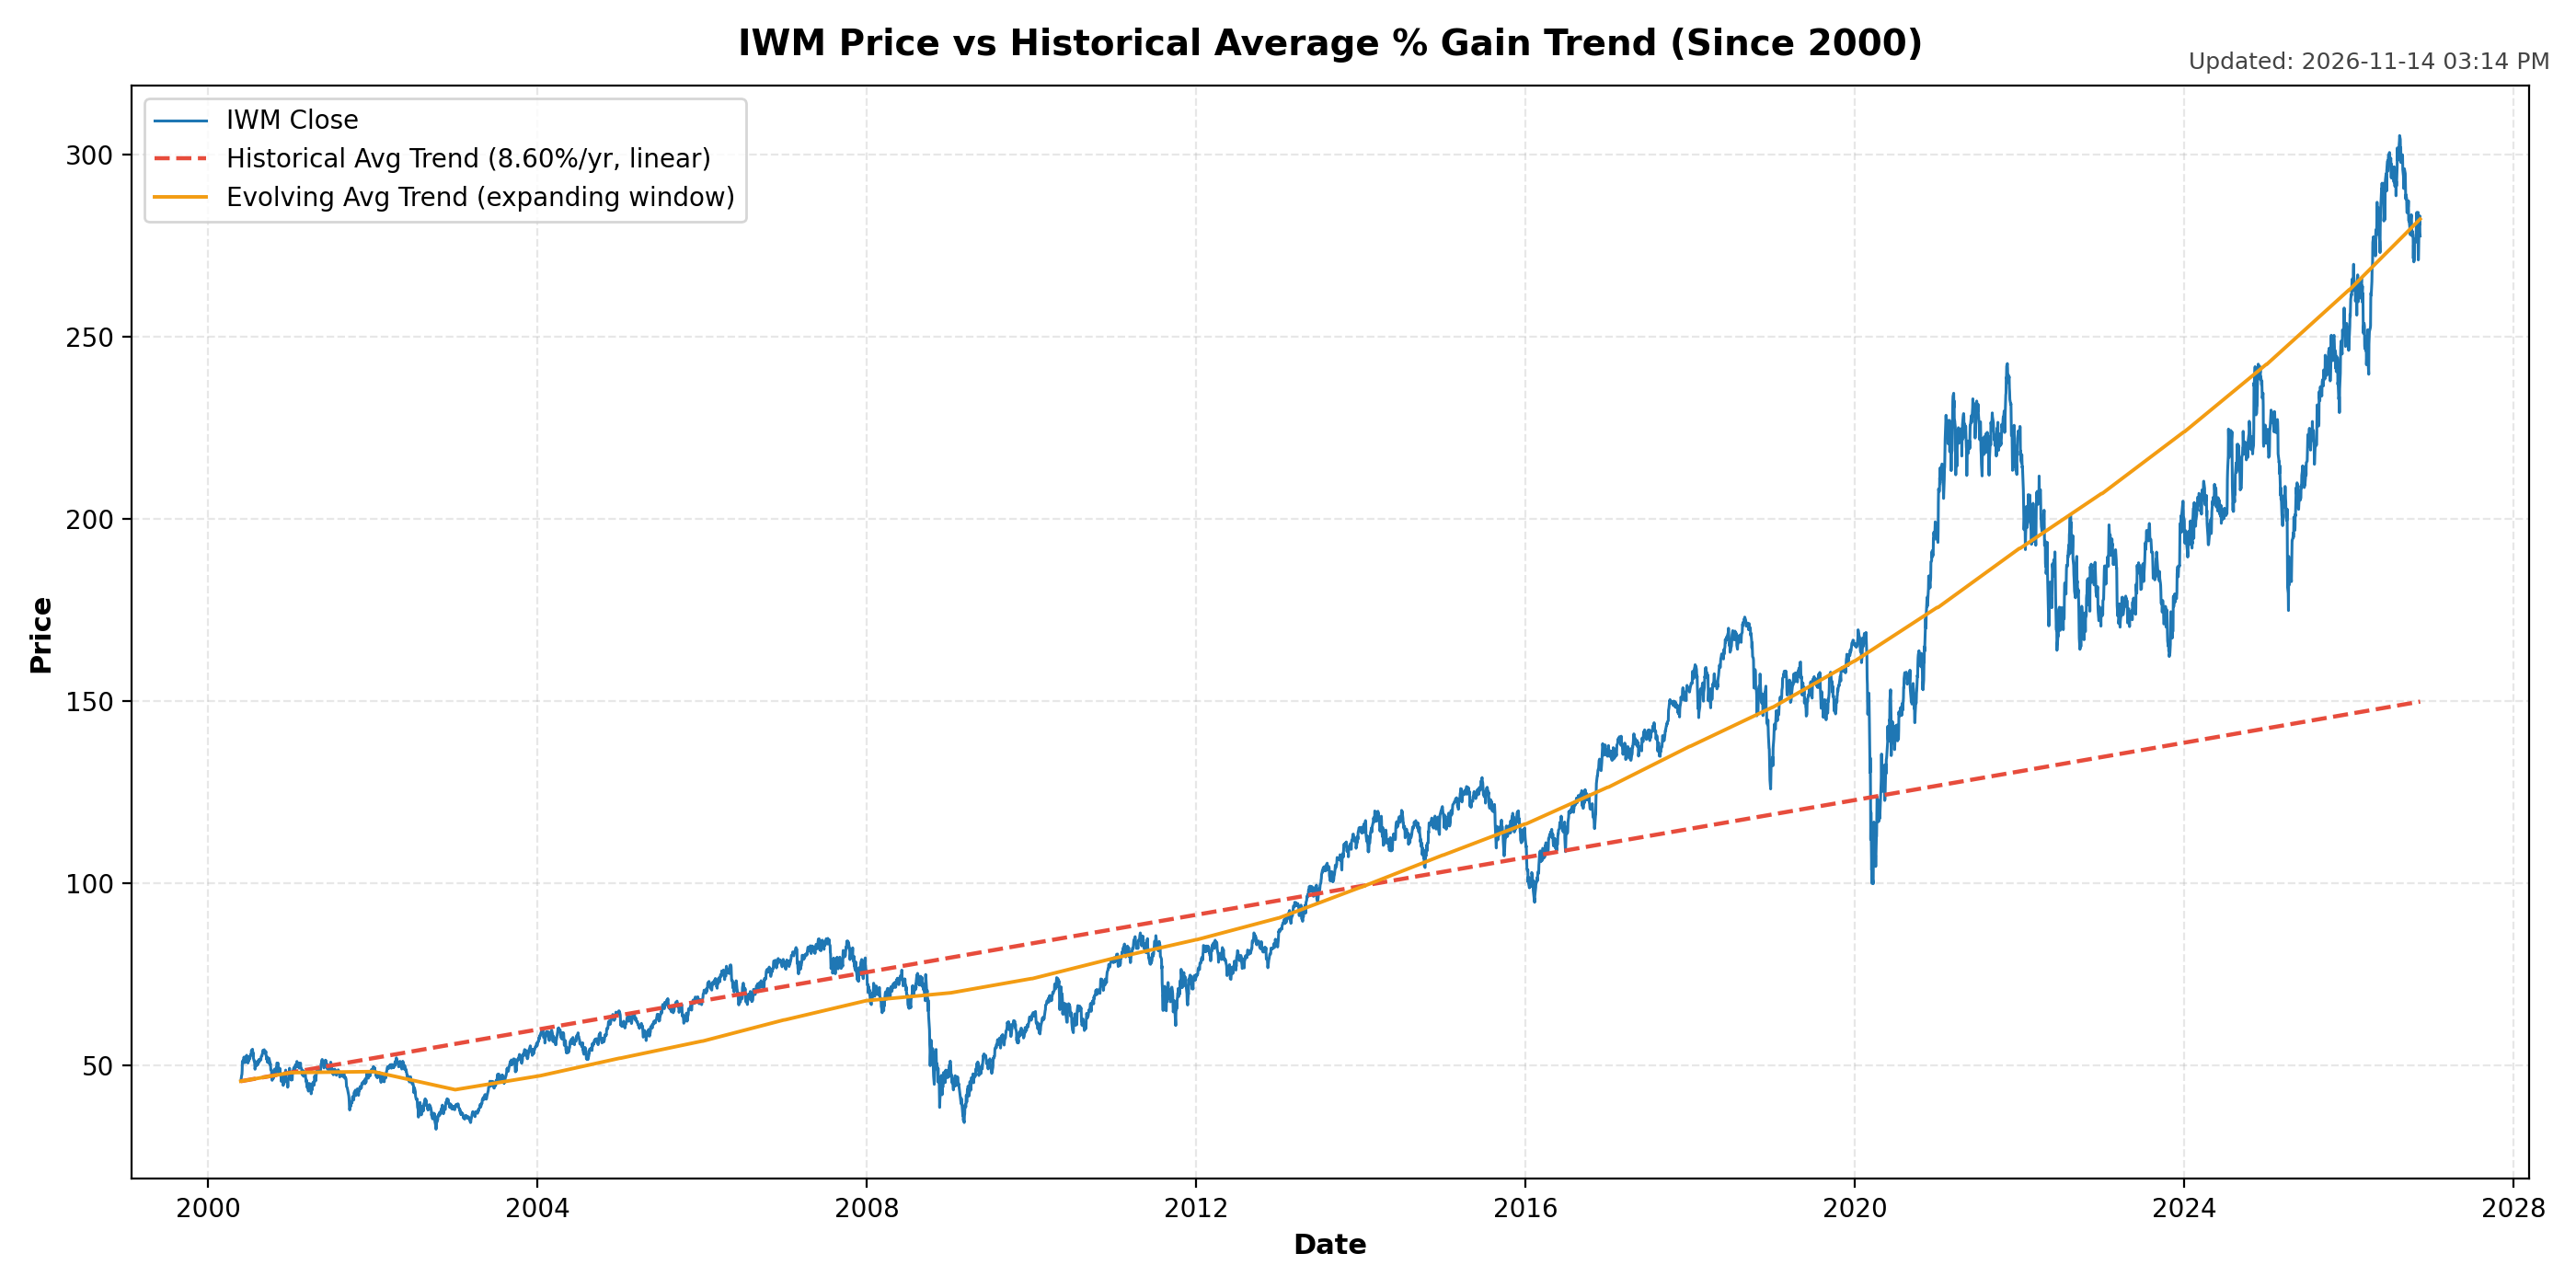 IWM Price vs Historical Average % Gain Trend (Since 2000)
Updated: 2026-11-14 03:14 PM
IWM Close
Historical Avg Trend (8.60%/yr, linear)
Evolving Avg Trend (expanding window)
300
250
200
150
100
50
Price
2000 2004 2008 2012 2016 2020 2024 2028
Date